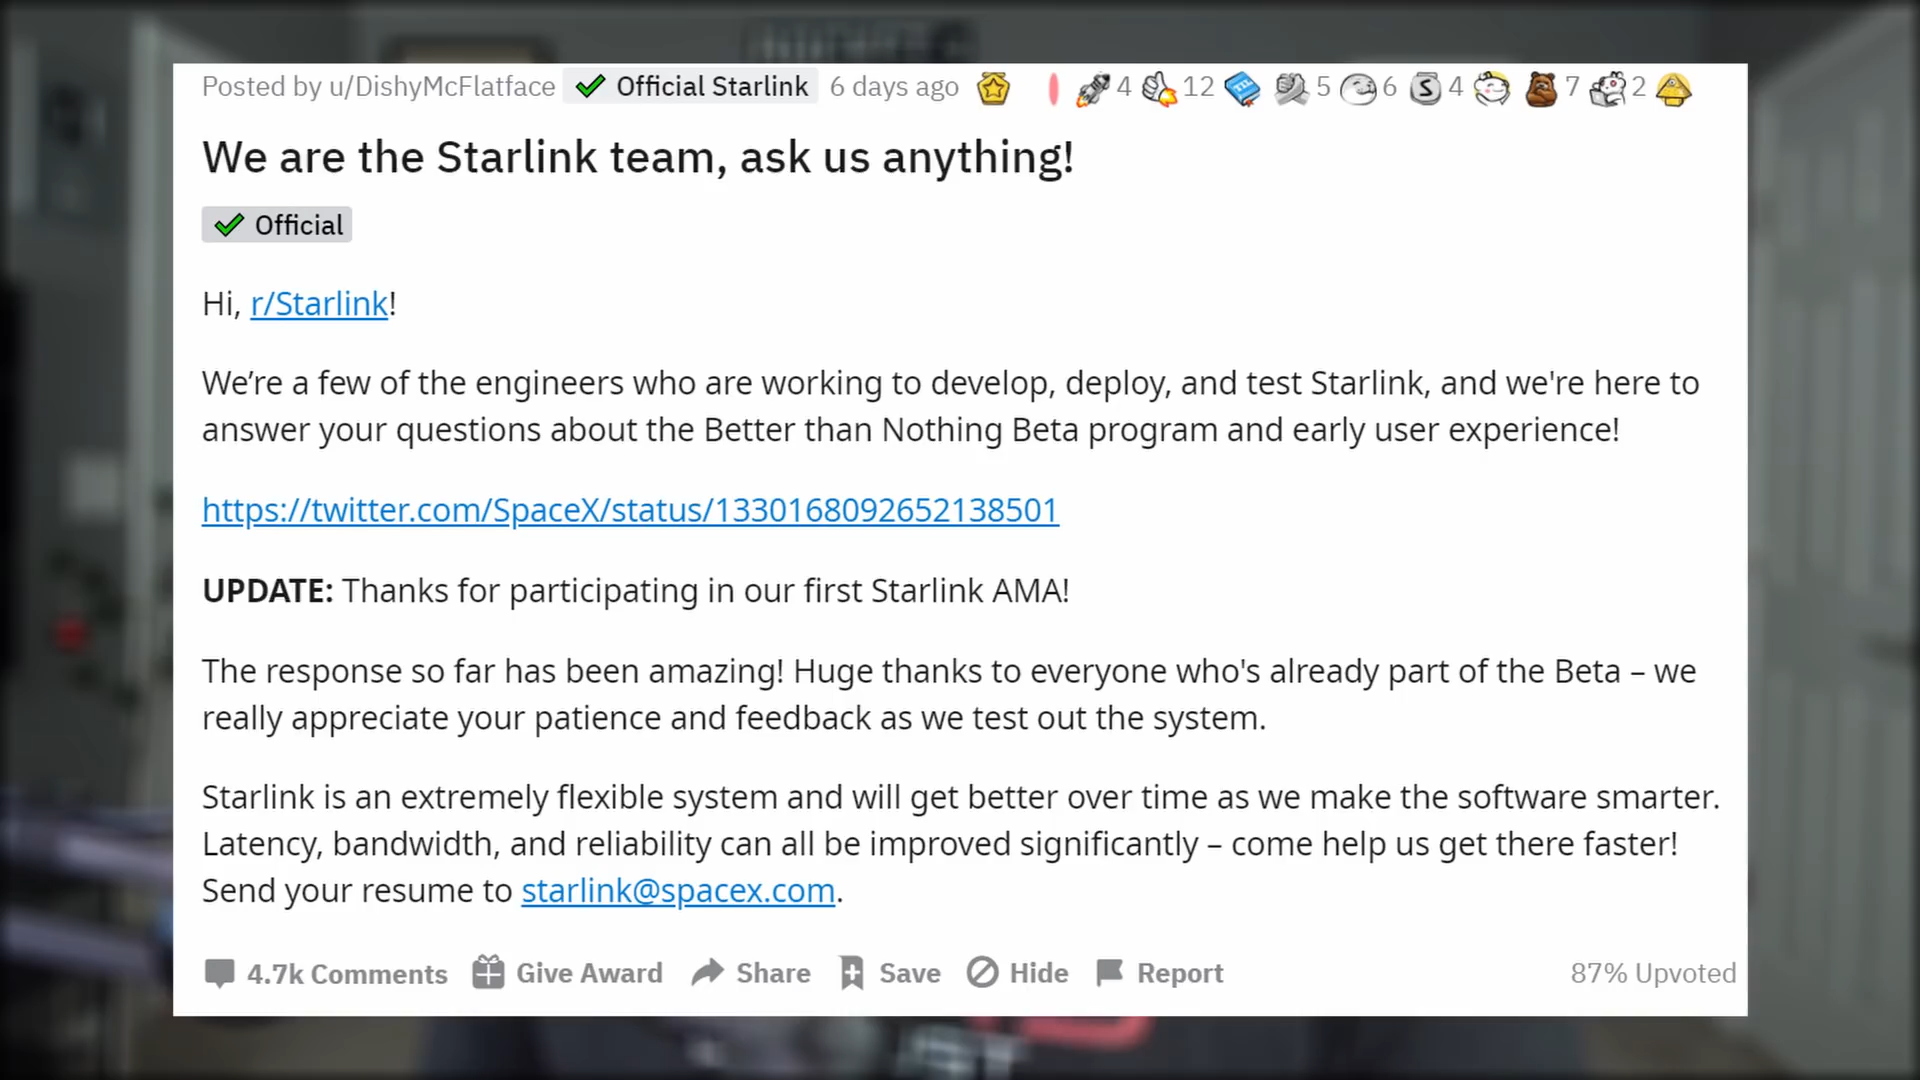 Posted by u/DishyMcFlatface Official Starlink 6 days ago 4 12 5 6 S 4 7 2
We are the Starlink team, ask us anything!
Official
Hi, r/Starlink!
We’re a few of the engineers who are working to develop, deploy, and test Starlink, and we're here to
answer your questions about the Better than Nothing Beta program and early user experience!
https://twitter.com/SpaceX/status/1330168092652138501
UPDATE: Thanks for participating in our first Starlink AMA!
The response so far has been amazing! Huge thanks to everyone who's already part of the Beta – we
really appreciate your patience and feedback as we test out the system.
Starlink is an extremely flexible system and will get better over time as we make the software smarter.
Latency, bandwidth, and reliability can all be improved significantly – come help us get there faster!
Send your resume to starlink@spacex.com.
4.7k Comments Give Award Share Save Hide Report 87% Upvoted